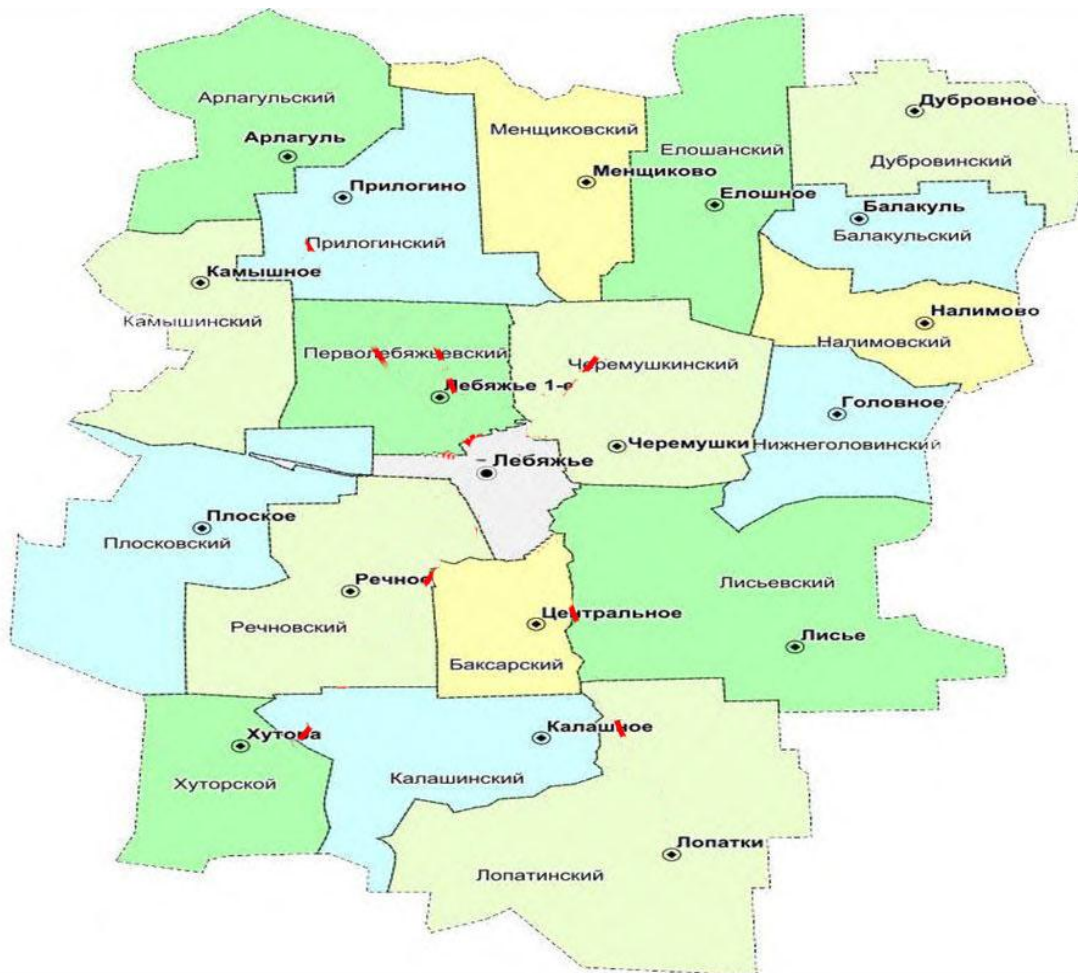 Арлагульский
Арлагуль
Менщиковский
Менщиково
Елошанский
Елошное
Дубровное
Дубровинский
Прилогино
Прилогинский
Балакуль
Балакульский
Камышное
Камышинский
Налимово
Налимовский
Перволебяжьевский
Лебяжье 1-е
Черемушкинский
Черемушки
Головное
Нижнеголовинский
Лебяжье
Плоское
Плосковский
Речное
Речновский
Центральное
Баксарский
Лисьевский
Лисье
Хутора
Хуторской
Калашное
Калашинский
Лопатки
Лопатинский